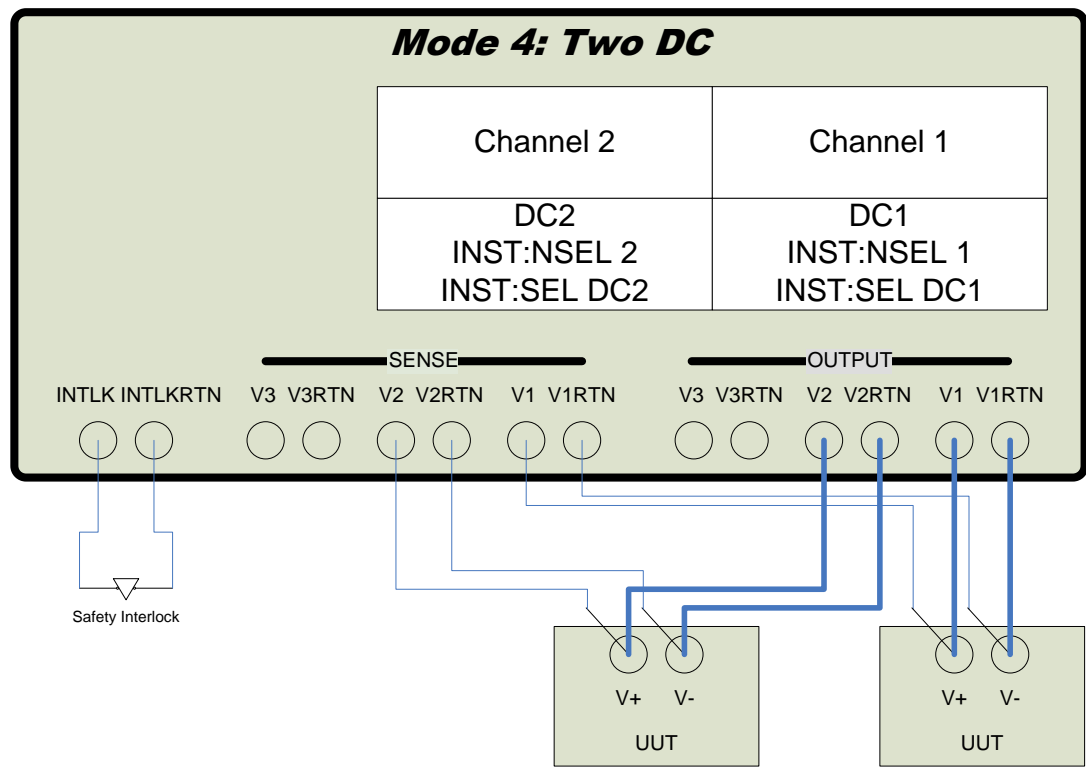 Mode 4: Two DC
Channel 2 Channel 1
DC2 DC1
INST:NSEL 2 INST:NSEL 1
INST:SEL DC2 INST:SEL DC1
SENSE OUTPUT
INTLK INTLKRTN V3 V3RTN V2 V2RTN V1 V1RTN V3 V3RTN V2 V2RTN V1 V1RTN
Safety Interlock
V+ V- V+ V-
UUT UUT